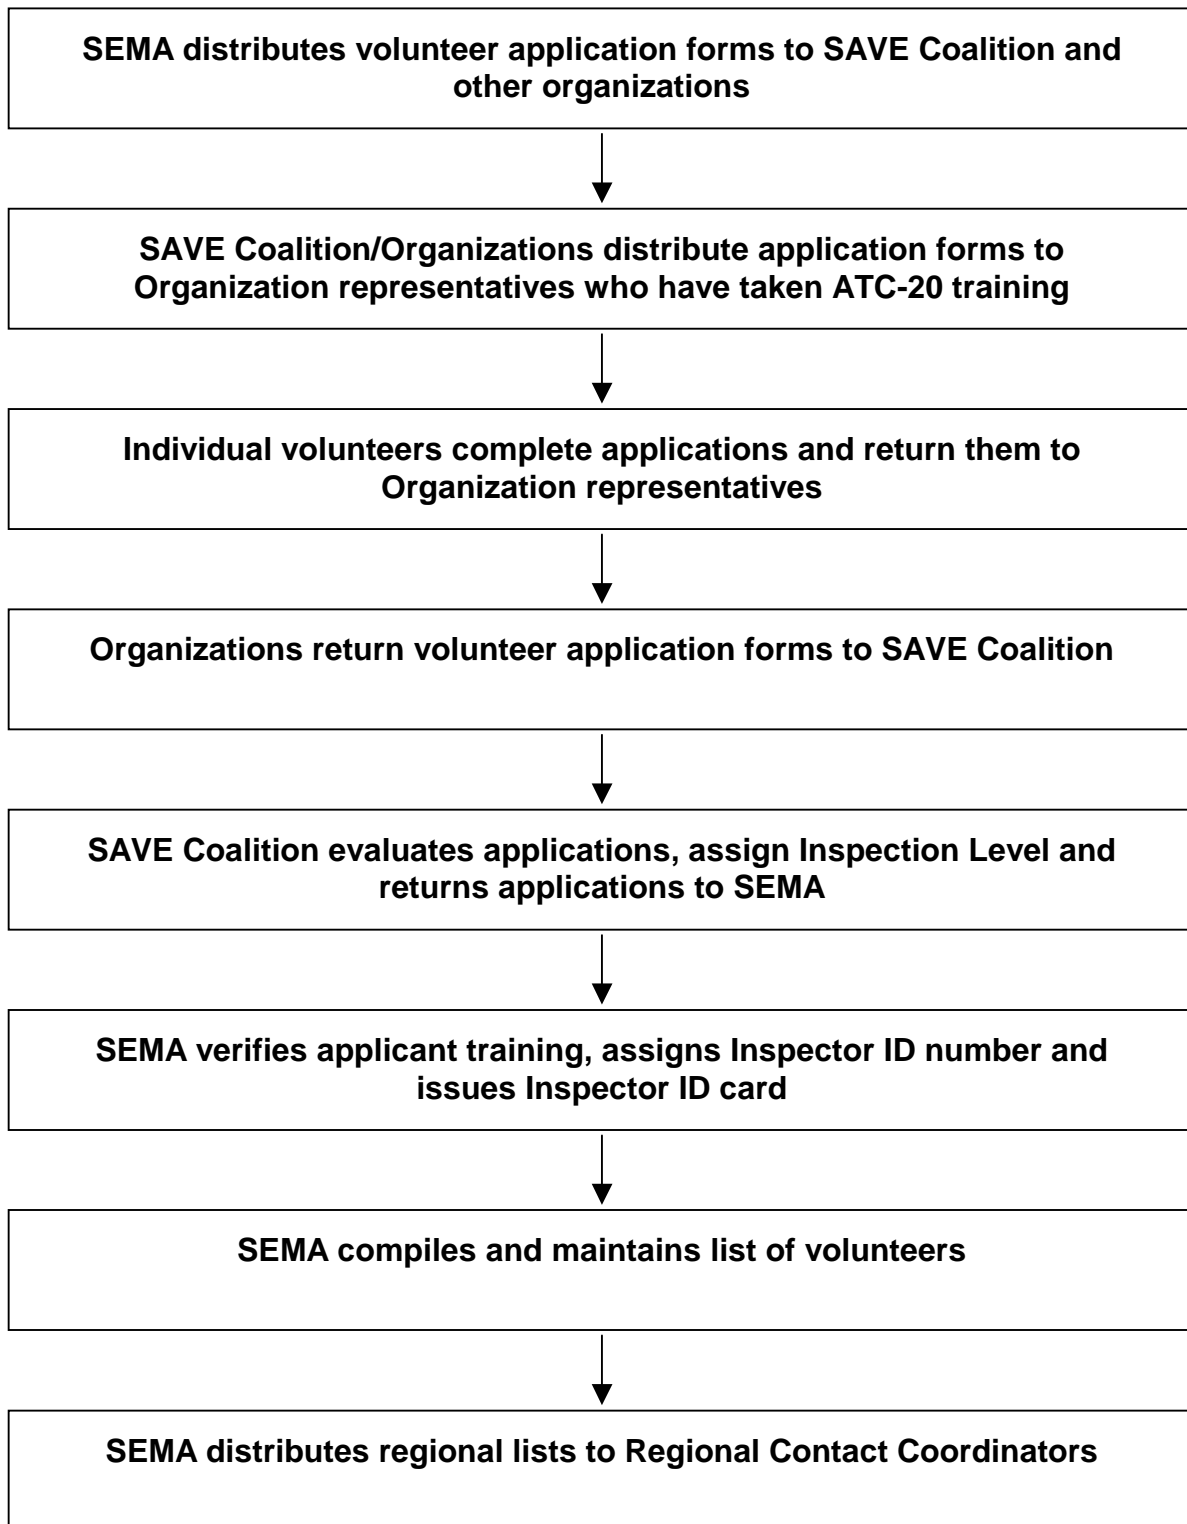 SEMA distributes volunteer application forms to SAVE Coalition and
other organizations
SAVE Coalition/Organizations distribute application forms to
Organization representatives who have taken ATC-20 training
Individual volunteers complete applications and return them to
Organization representatives
Organizations return volunteer application forms to SAVE Coalition
SAVE Coalition evaluates applications, assign Inspection Level and
returns applications to SEMA
SEMA verifies applicant training, assigns Inspector ID number and
issues Inspector ID card
SEMA compiles and maintains list of volunteers
SEMA distributes regional lists to Regional Contact Coordinators